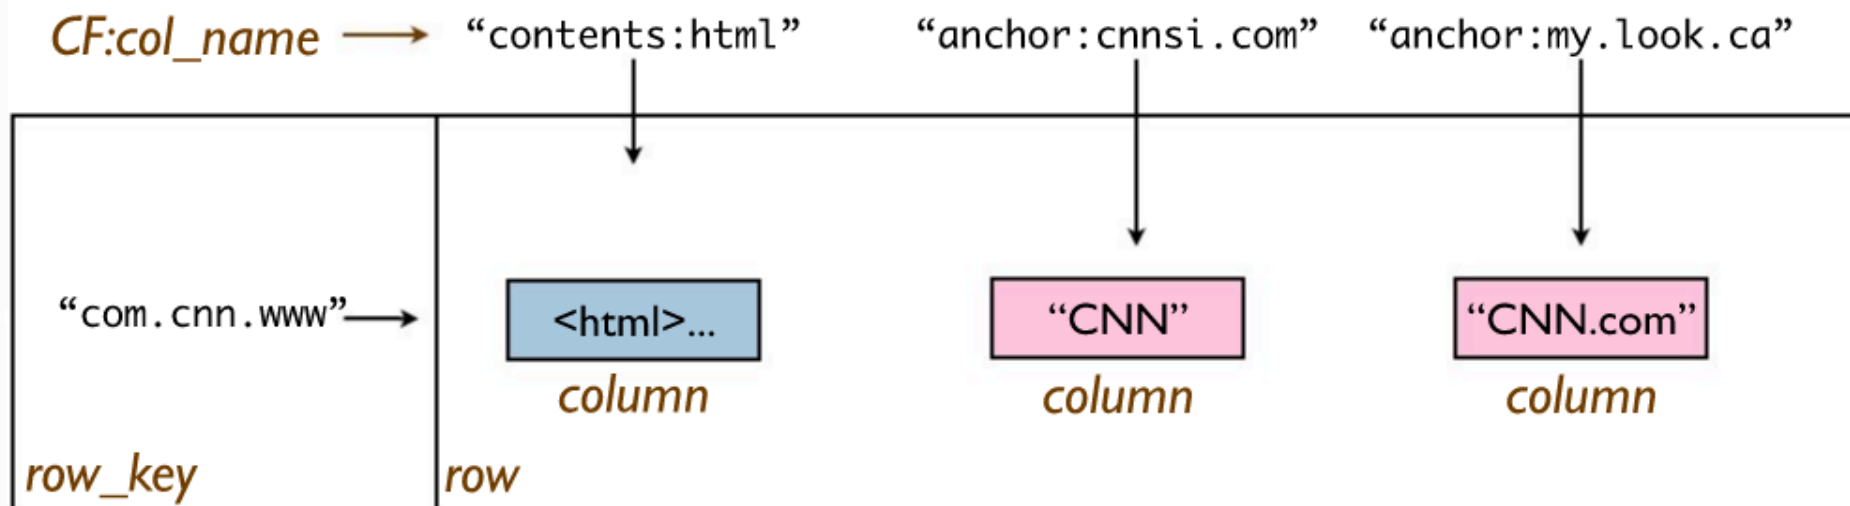 CF:col_name “contents:html” “anchor:cnnsi.com” “anchor:my.look.ca”
“com.cnn.www” <html>... “CNN” “CNN.com”
column column column
row_key row